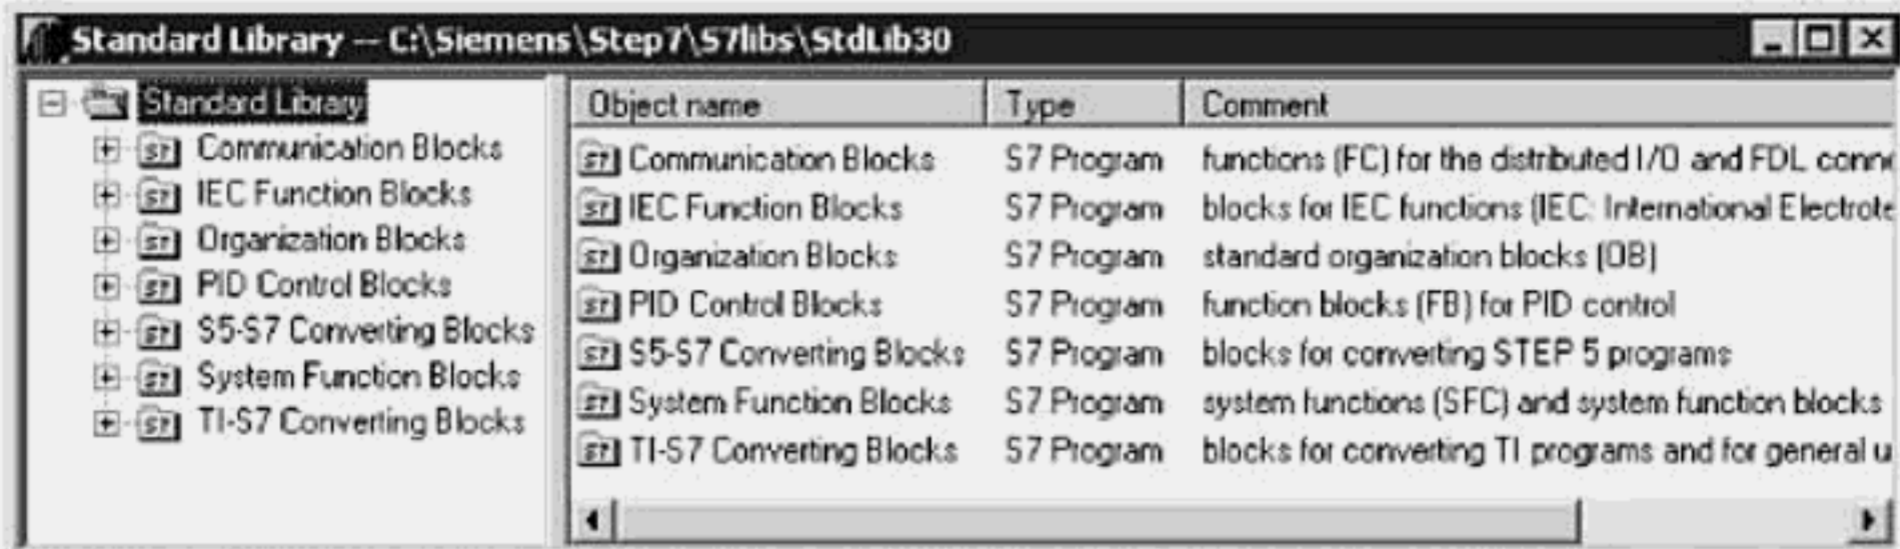 Standard Library -- C:\Siemens\Step7\S7libs\StdLib30
Standard Library
Communication Blocks
IEC Function Blocks
Organization Blocks
PID Control Blocks
S5-S7 Converting Blocks
System Function Blocks
TI-S7 Converting Blocks
Object name Type Comment
Communication Blocks S7 Program functions (FC) for the distributed I/O and FDL conne
IEC Function Blocks S7 Program blocks for IEC functions (IEC: International Electrote
Organization Blocks S7 Program standard organization blocks (OB)
PID Control Blocks S7 Program function blocks (FB) for PID control
S5-S7 Converting Blocks S7 Program blocks for converting STEP 5 programs
System Function Blocks S7 Program system functions (SFC) and system function blocks
TI-S7 Converting Blocks S7 Program blocks for converting TI programs and for general u